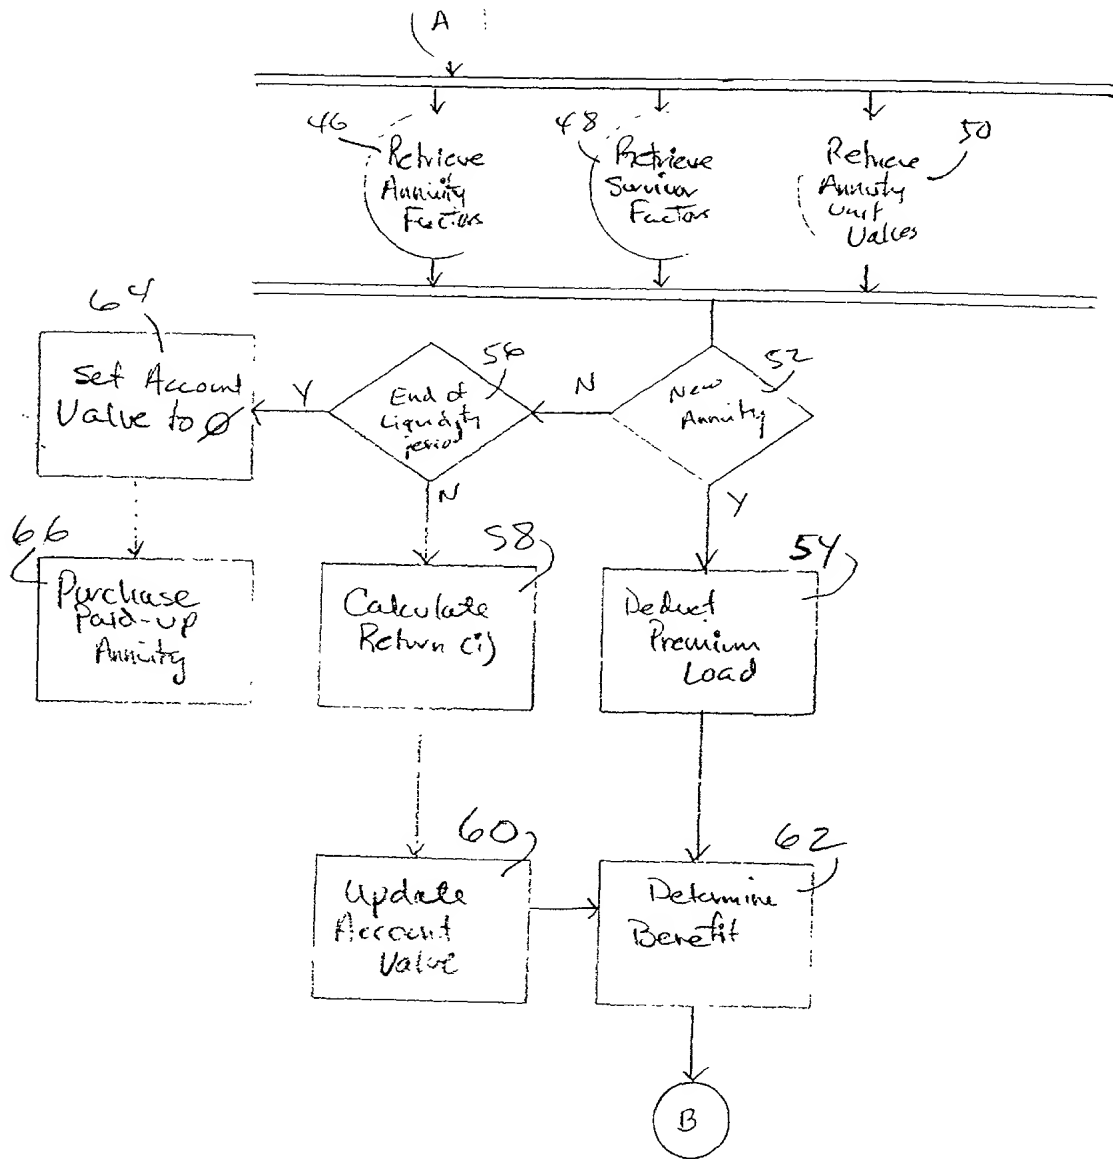 A
46
Retrieve
Annuity
Factors
48
Retrieve
Survivor
Factors
50
Retrieve
Annuity
Unit
Values
64
Set Account
Value to Ø
56
End of
Liquidity
period
Y
N
52
New
Annuity
N
Y
66
Purchase
Paid-up
Annuity
58
Calculate
Return (i)
54
Deduct
Premium
Load
60
Update
Account
Value
62
Determine
Benefit
B